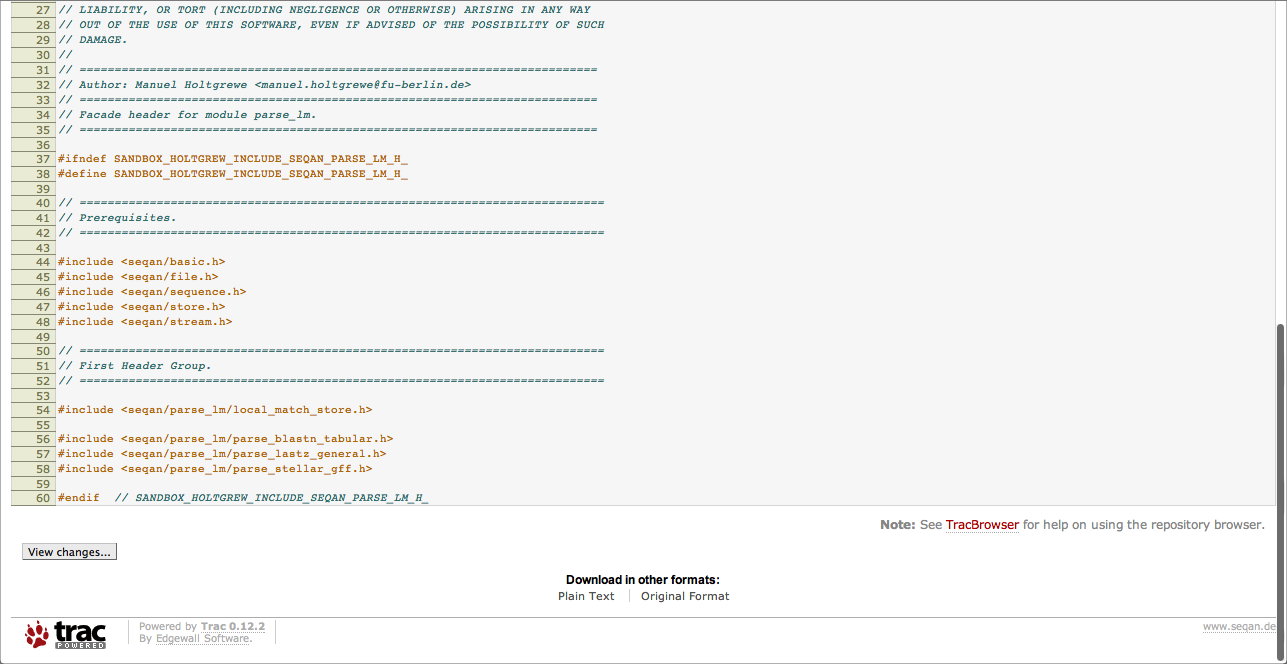 27 // LIABILITY, OR TORT (INCLUDING NEGLIGENCE OR OTHERWISE) ARISING IN ANY WAY
28 // OUT OF THE USE OF THIS SOFTWARE, EVEN IF ADVISED OF THE POSSIBILITY OF SUCH
29 // DAMAGE.
30 //
31 // ==========================================================================
32 // Author: Manuel Holtgrewe <manuel.holtgrewe@fu-berlin.de>
33 // ==========================================================================
34 // Facade header for module parse_lm.
35 // ==========================================================================
36
37 #ifndef SANDBOX_HOLTGREW_INCLUDE_SEQAN_PARSE_LM_H_
38 #define SANDBOX_HOLTGREW_INCLUDE_SEQAN_PARSE_LM_H_
39
40 // ===========================================================================
41 // Prerequisites.
42 // ===========================================================================
43
44 #include <seqan/basic.h>
45 #include <seqan/file.h>
46 #include <seqan/sequence.h>
47 #include <seqan/store.h>
48 #include <seqan/stream.h>
49
50 // ===========================================================================
51 // First Header Group.
52 // ===========================================================================
53
54 #include <seqan/parse_lm/local_match_store.h>
55
56 #include <seqan/parse_lm/parse_blastn_tabular.h>
57 #include <seqan/parse_lm/parse_lastz_general.h>
58 #include <seqan/parse_lm/parse_stellar_gff.h>
59
60 #endif  // SANDBOX_HOLTGREW_INCLUDE_SEQAN_PARSE_LM_H_
Note: See TracBrowser for help on using the repository browser.
View changes...
Download in other formats:
Plain Text Original Format
trac POWERED
Powered by Trac 0.12.2
By Edgewall Software.
www.seqan.de